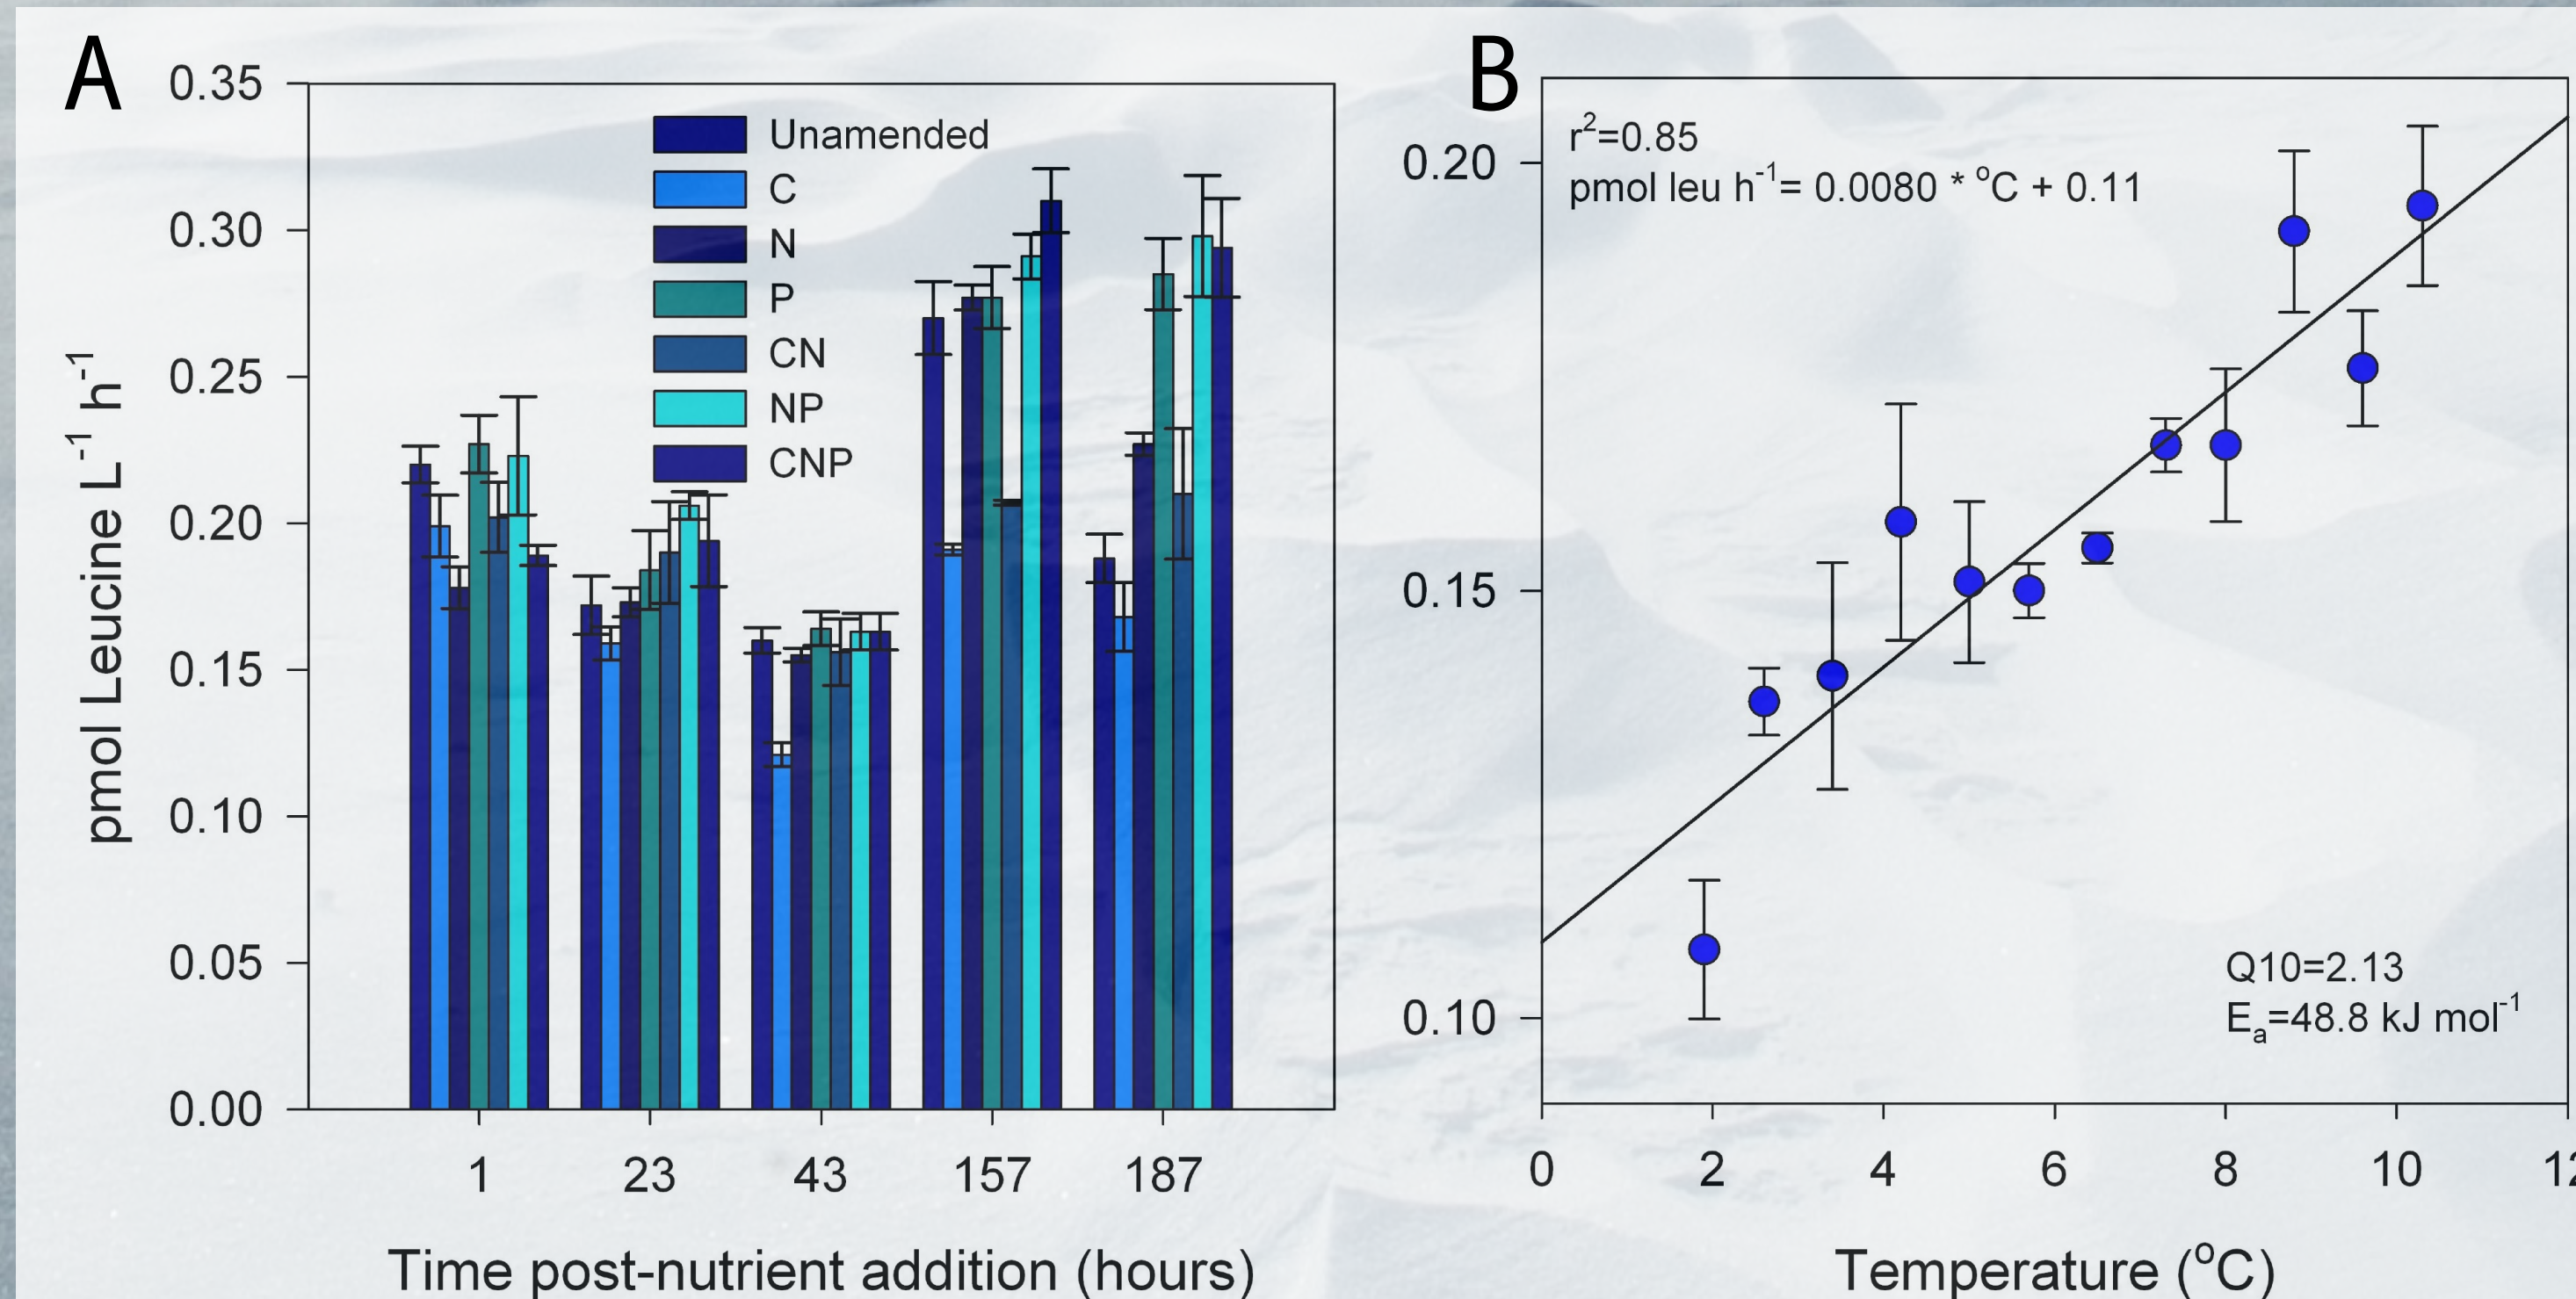 A
0.35
0.30
0.25
0.20
0.15
0.10
0.05
0.00
pmol Leucine L-1 h-1
Unamended
C
N
P
CN
NP
CNP
1 23 43 157 187
Time post-nutrient addition (hours)
B
0.20
0.15
0.10
r2=0.85
pmol leu h-1= 0.0080 * oC + 0.11
Q10=2.13
Ea=48.8 kJ mol-1
0 2 4 6 8 10
Temperature (oC)